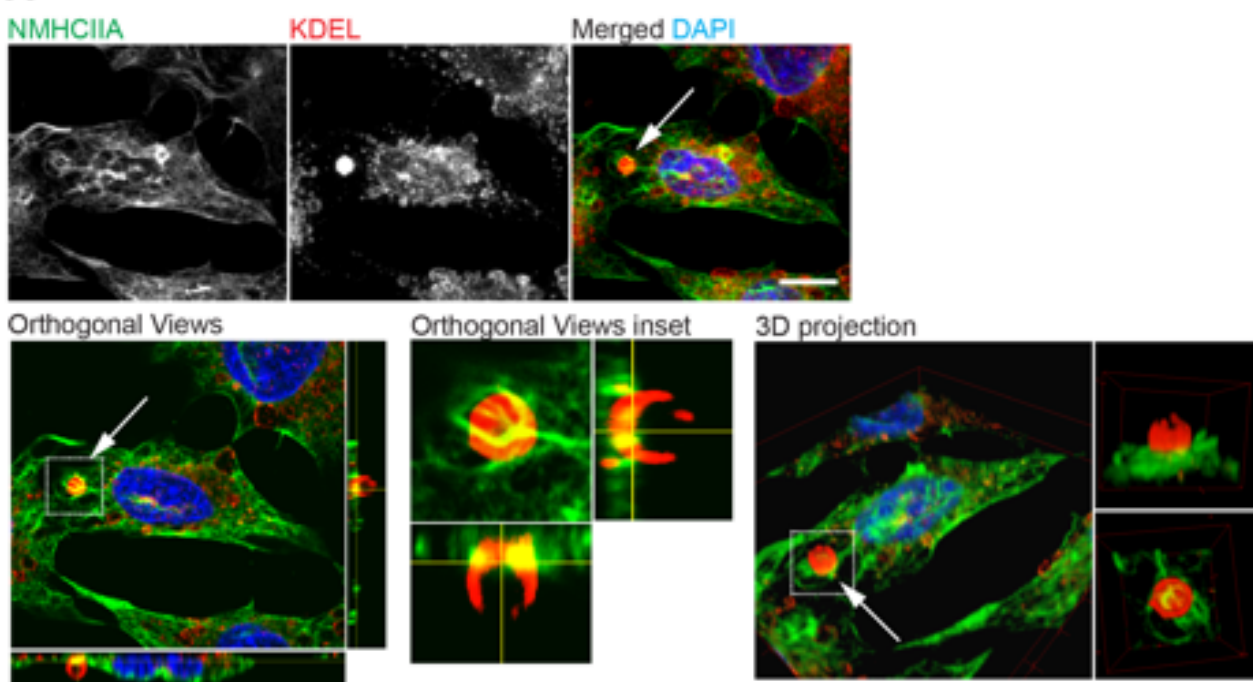 NMHCIIA
KDEL
Merged DAPI
Orthogonal Views
Orthogonal Views inset
3D projection